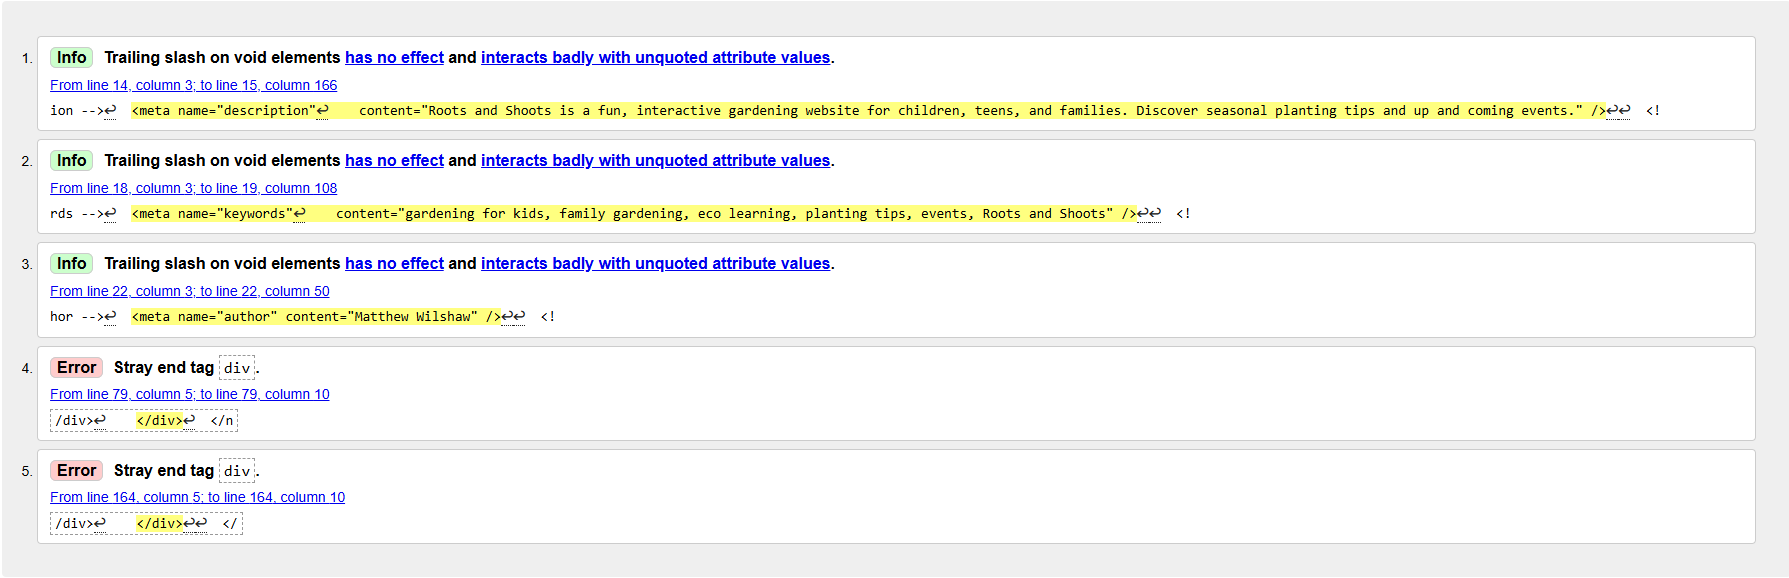 1. Info Trailing slash on void elements has no effect and interacts badly with unquoted attribute values.
From line 14, column 3; to line 15, column 166
ion -->↩ <meta name="description"↩ content="Roots and Shoots is a fun, interactive gardening website for children, teens, and families. Discover seasonal planting tips and up and coming events." />↩↩ <!
2. Info Trailing slash on void elements has no effect and interacts badly with unquoted attribute values.
From line 18, column 3; to line 19, column 108
rds -->↩ <meta name="keywords"↩ content="gardening for kids, family gardening, eco learning, planting tips, events, Roots and Shoots" />↩↩ <!
3. Info Trailing slash on void elements has no effect and interacts badly with unquoted attribute values.
From line 22, column 3; to line 22, column 50
hor -->↩ <meta name="author" content="Matthew Wilshaw" />↩↩ <!
4. Error Stray end tag div.
From line 79, column 5; to line 79, column 10
/div>↩ </div>↩ </n
5. Error Stray end tag div.
From line 164, column 5; to line 164, column 10
/div>↩ </div>↩↩ </